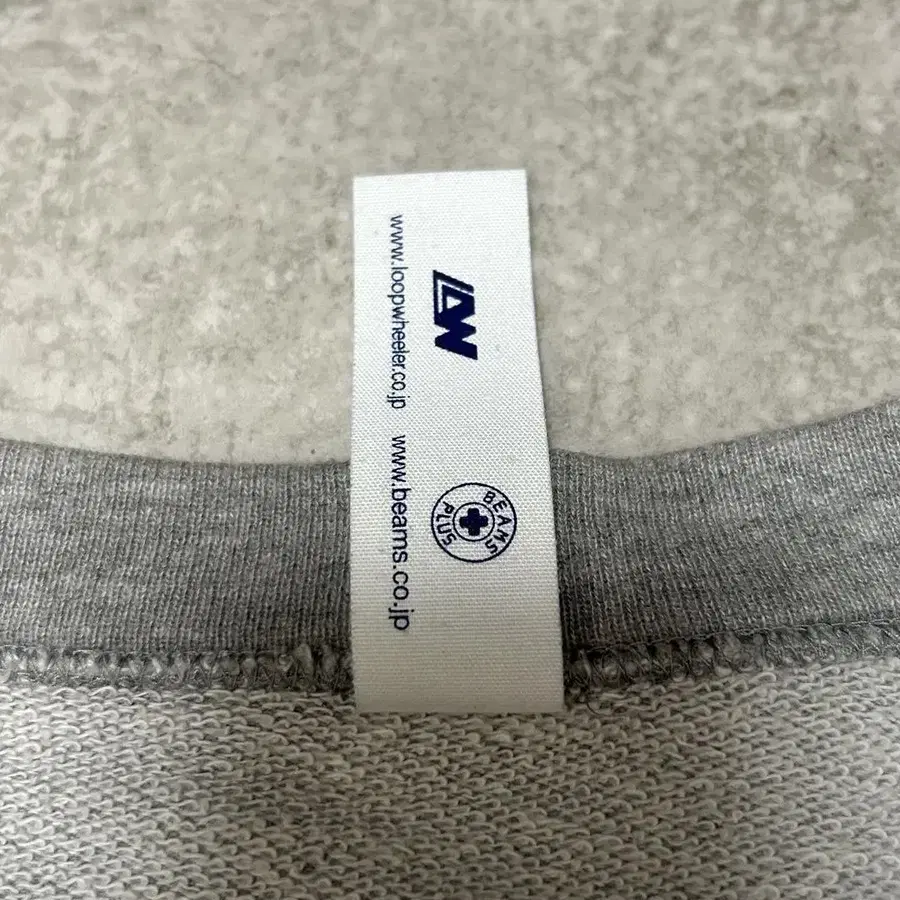 LW
www.loopwheeler.co.jp
BEAMS PLUS
www.beams.co.jp